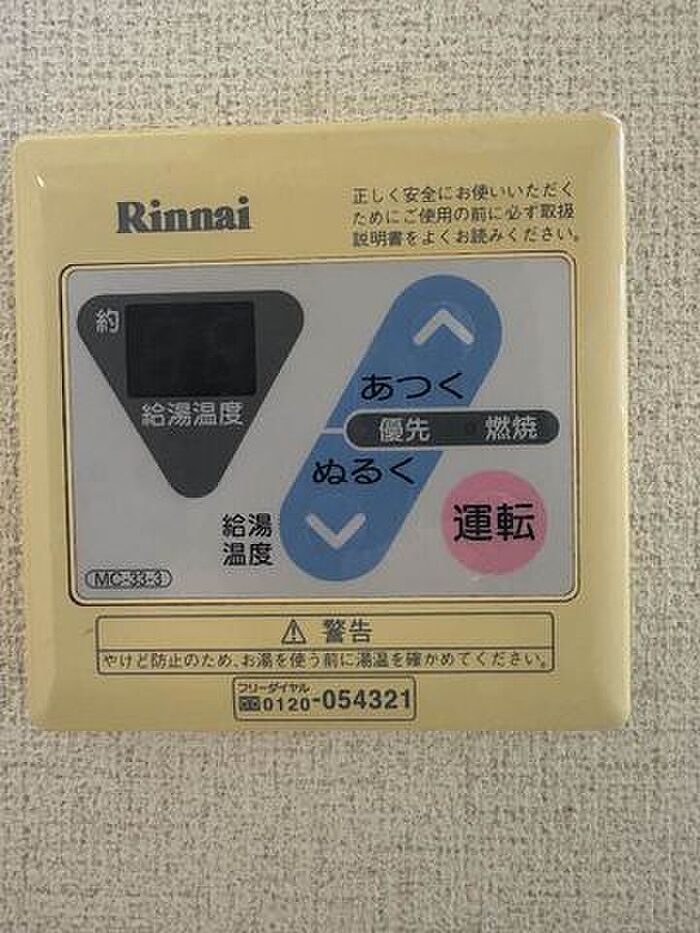 Rinnai
正しく安全にお使いいただく
ためにご使用の前に必ず取扱
説明書をよくお読みください。
約
給湯温度
あつく
優先 燃焼
ぬるく
給湯
温度
運転
MC-33-3
警告
やけど防止のため、お湯を使う前に湯温を確かめてください。
フリーダイヤル
0120-054321